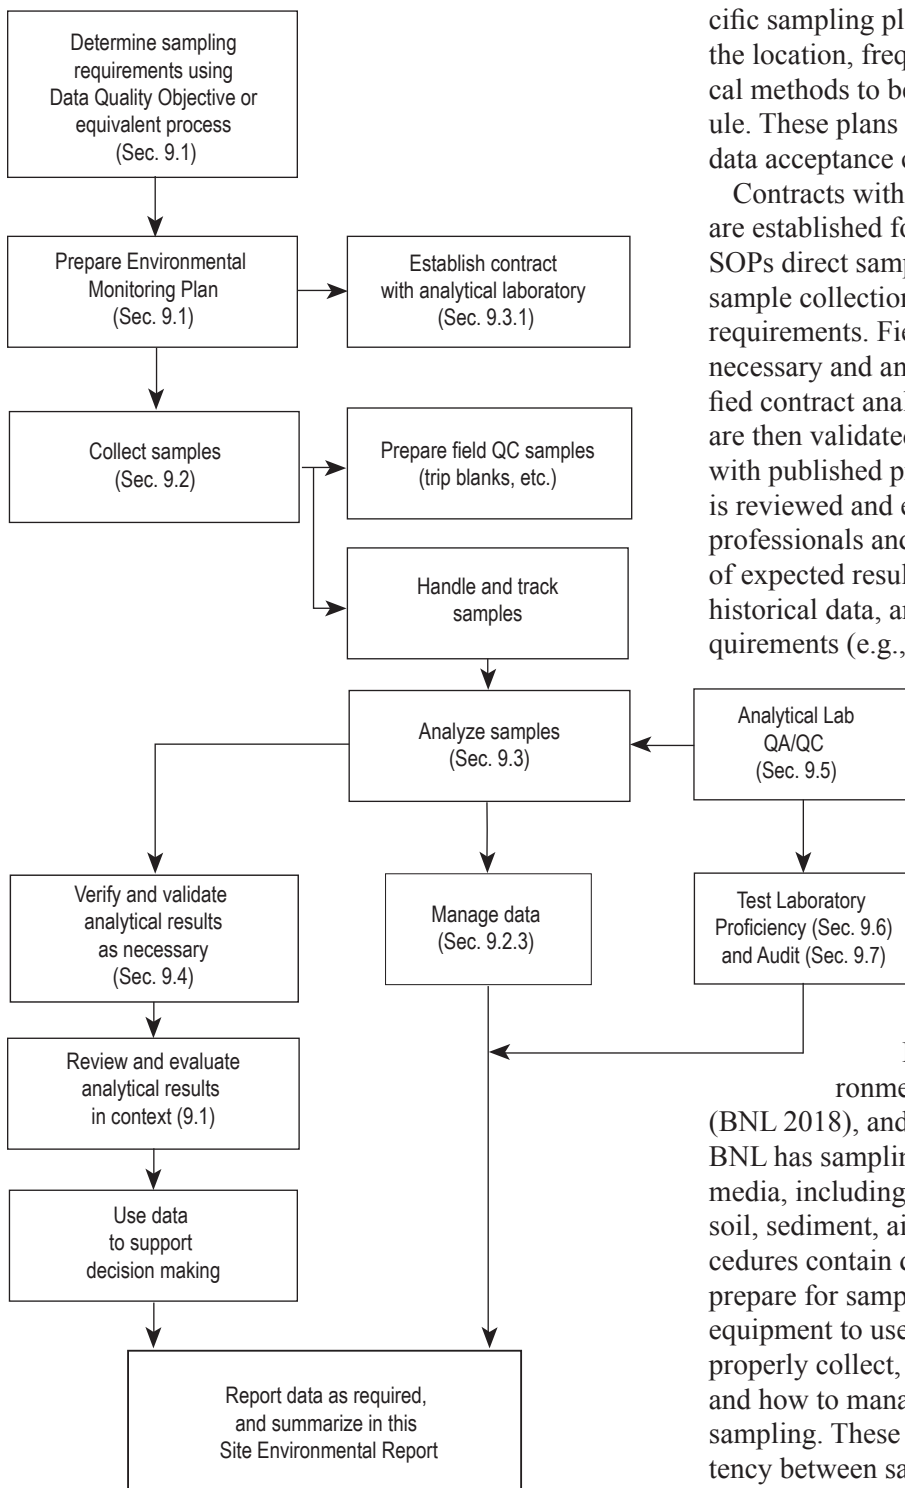 Determine sampling
requirements using
Data Quality Objective or
equivalent process
(Sec. 9.1)
Prepare Environmental
Monitoring Plan
(Sec. 9.1)
Establish contract
with analytical laboratory
(Sec. 9.3.1)
Collect samples
(Sec. 9.2)
Prepare field QC samples
(trip blanks, etc.)
Handle and track
samples
Analyze samples
(Sec. 9.3)
Analytical Lab
QA/QC
(Sec. 9.5)
Verify and validate
analytical results
as necessary
(Sec. 9.4)
Manage data
(Sec. 9.2.3)
Test Laboratory
Proficiency (Sec. 9.6)
and Audit (Sec. 9.7)
Review and evaluate
analytical results
in context (9.1)
Use data
to support
decision making
Report data as required,
and summarize in this
Site Environmental Report
cific sampling pl
the location, freq
cal methods to b
ule. These plans
data acceptance
Contracts with
are established fo
SOPs direct samp
sample collection
requirements. Fie
necessary and an
fied contract anal
are then validated
with published p
is reviewed and e
professionals and
of expected resul
historical data, a
quirements (e.g.,
ronme
(BNL 2018), and
BNL has samplin
media, including
soil, sediment, ai
cedures contain
prepare for samp
equipment to use
properly collect,
and how to mana
sampling. These
tency between sa